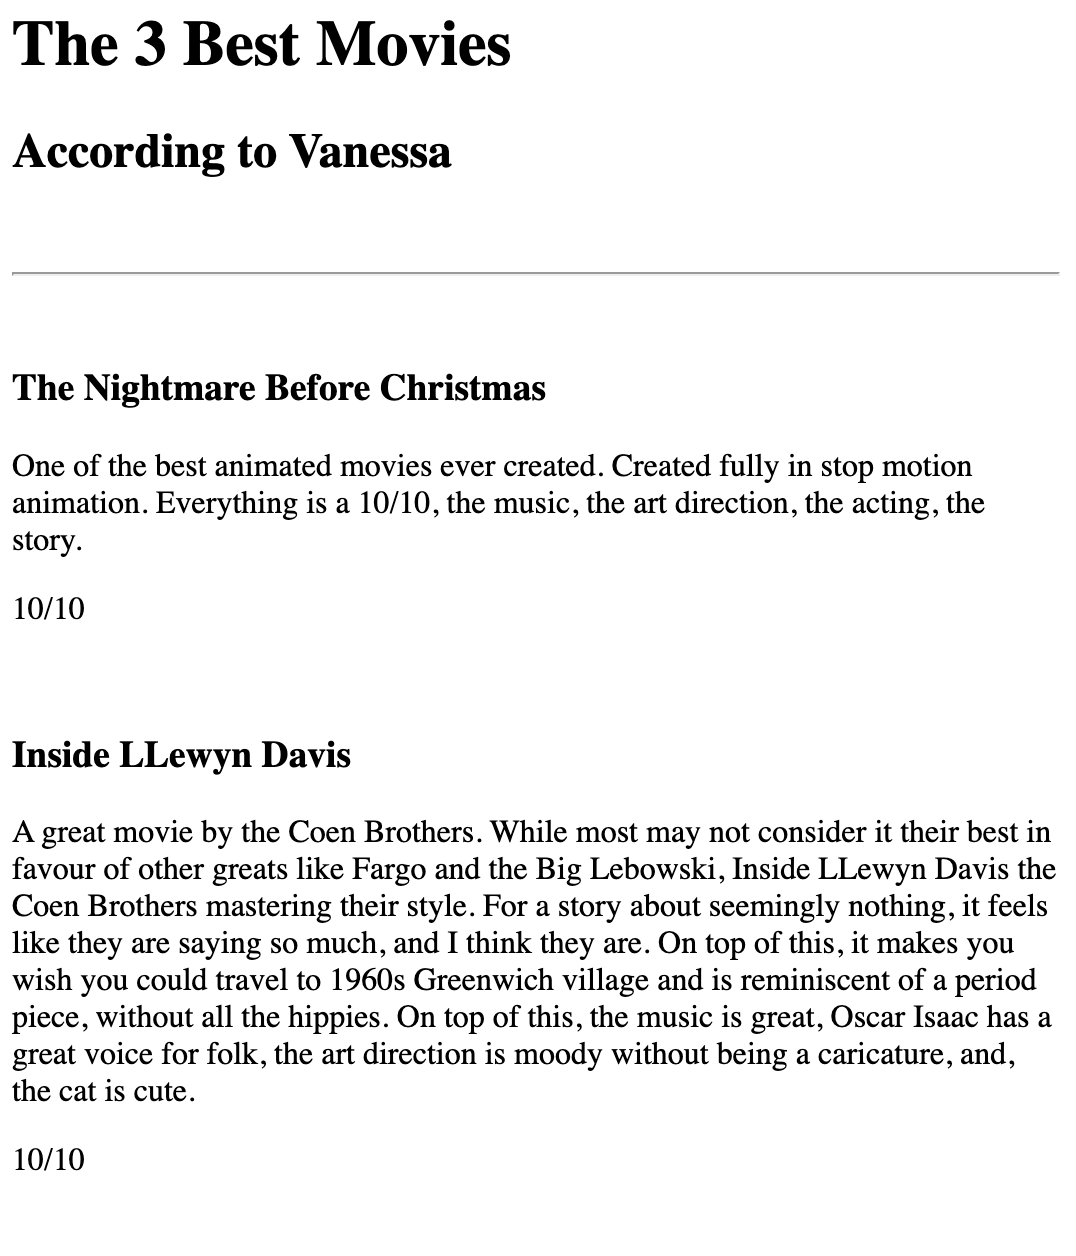 The 3 Best Movies
According to Vanessa
The Nightmare Before Christmas
One of the best animated movies ever created. Created fully in stop motion
animation. Everything is a 10/10, the music, the art direction, the acting, the
story.
10/10
Inside LLewyn Davis
A great movie by the Coen Brothers. While most may not consider it their best in
favour of other greats like Fargo and the Big Lebowski, Inside LLewyn Davis the
Coen Brothers mastering their style. For a story about seemingly nothing, it feels
like they are saying so much, and I think they are. On top of this, it makes you
wish you could travel to 1960s Greenwich village and is reminiscent of a period
piece, without all the hippies. On top of this, the music is great, Oscar Isaac has a
great voice for folk, the art direction is moody without being a caricature, and,
the cat is cute.
10/10